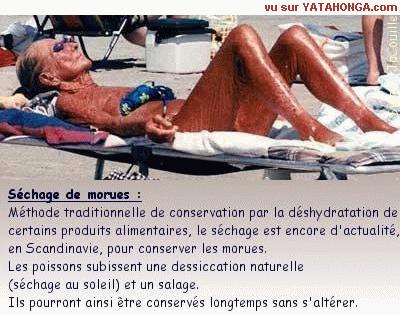 vu sur YATAHONGA.com
Séchage de morues :
Méthode traditionnelle de conservation par la déshydratation de
certains produits alimentaires, le séchage est encore d'actualité,
en Scandinavie, pour conserver les morues.
Les poissons subissent une dessiccation naturelle
(séchage au soleil) et un salage.
Ils pourront ainsi être conservés longtemps sans s'altérer.